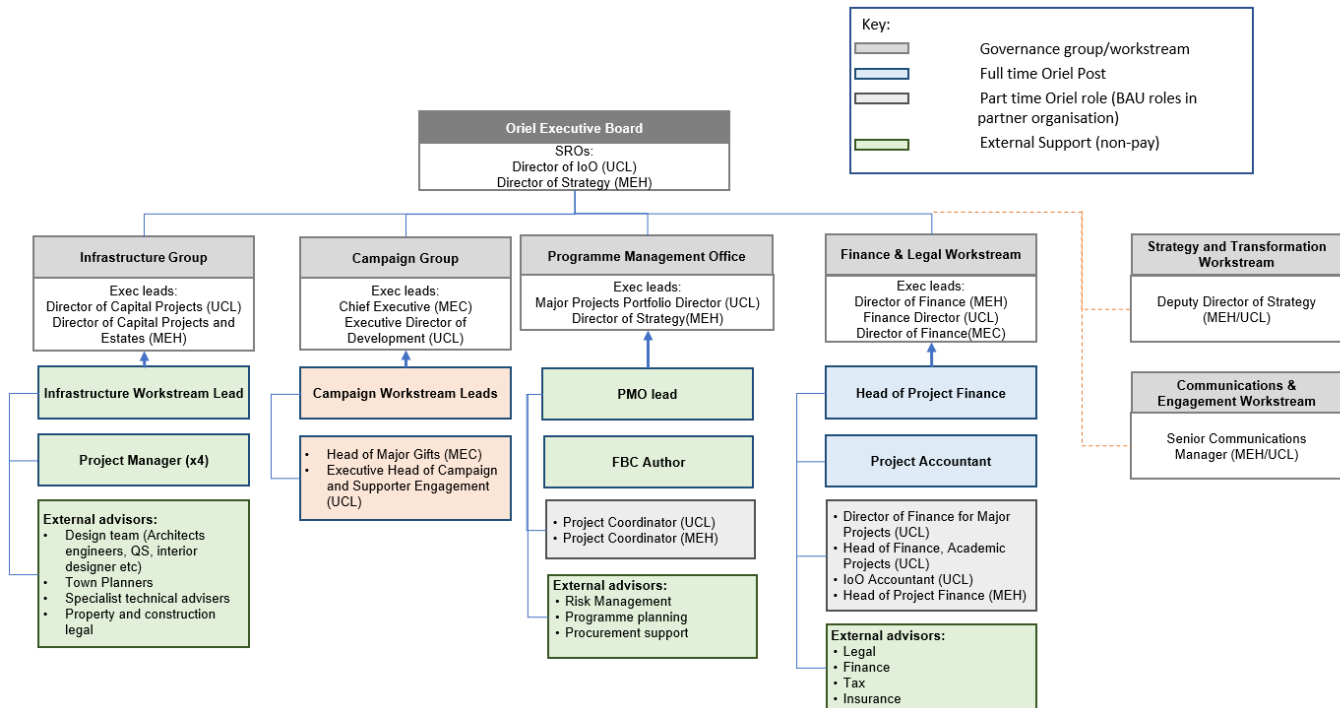 Key:
Governance group/workstream
Full time Oriel Post
Part time Oriel role (BAU roles in
partner organisation)
External Support (non-pay)
Oriel Executive Board
SROs:
Director of IoO (UCL)
Director of Strategy (MEH)
Infrastructure Group
Exec leads:
Director of Capital Projects (UCL)
Director of Capital Projects and
Estates (MEH)
Infrastructure Workstream Lead
Project Manager (x4)
External advisors:
• Design team (Architects
engineers, QS, interior
designer etc)
• Town Planners
• Specialist technical advisers
• Property and construction
legal
Campaign Group
Exec leads:
Chief Executive (MEC)
Executive Director of
Development (UCL)
Campaign Workstream Leads
• Head of Major Gifts (MEC)
• Executive Head of Campaign
and Supporter Engagement
(UCL)
Programme Management Office
Exec leads:
Major Projects Portfolio Director (UCL)
Director of Strategy(MEH)
PMO lead
FBC Author
• Project Coordinator (UCL)
• Project Coordinator (MEH)
External advisors:
• Risk Management
• Programme planning
• Procurement support
Finance & Legal Workstream
Exec leads:
Director of Finance (MEH)
Finance Director (UCL)
Director of Finance(MEC)
Head of Project Finance
Project Accountant
• Director of Finance for Major
Projects (UCL)
• Head of Finance, Academic
Projects (UCL)
• IoO Accountant (UCL)
• Head of Project Finance (MEH)
External advisors:
• Legal
• Finance
• Tax
• Insurance
Strategy and Transformation
Workstream
Deputy Director of Strategy
(MEH/UCL)
Communications &
Engagement Workstream
Senior Communications
Manager (MEH/UCL)